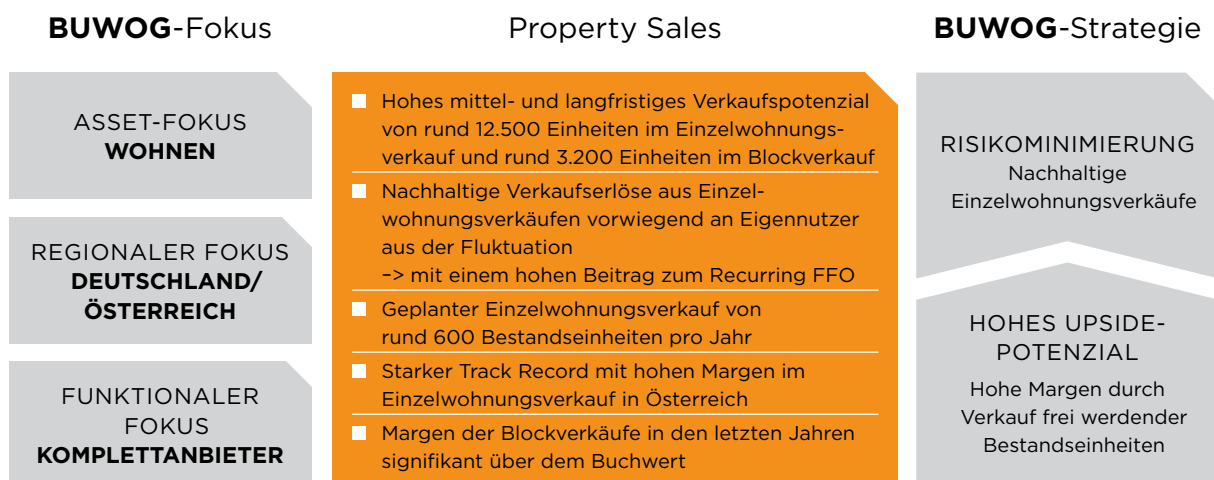 BUWOG-Fokus
ASSET-FOKUS
WOHNEN
REGIONALER FOKUS
DEUTSCHLAND/
ÖSTERREICH
FUNKTIONALER
FOKUS
KOMPLETTANBIETER
Property Sales
Hohes mittel- und langfristiges Verkaufspotenzial
von rund 12.500 Einheiten im Einzelwohnungs-
verkauf und rund 3.200 Einheiten im Blockverkauf
Nachhaltige Verkaufserlöse aus Einzel-
wohnungsverkäufen vorwiegend an Eigennutzer
aus der Fluktuation
–> mit einem hohen Beitrag zum Recurring FFO
Geplanter Einzelwohnungsverkauf von
rund 600 Bestandseinheiten pro Jahr
Starker Track Record mit hohen Margen im
Einzelwohnungsverkauf in Österreich
Margen der Blockverkäufe in den letzten Jahren
signifikant über dem Buchwert
BUWOG-Strategie
RISIKOMINIMIERUNG
Nachhaltige
Einzelwohnungsverkäufe
HOHES UPSIDE-
POTENZIAL
Hohe Margen durch
Verkauf frei werdender
Bestandseinheiten